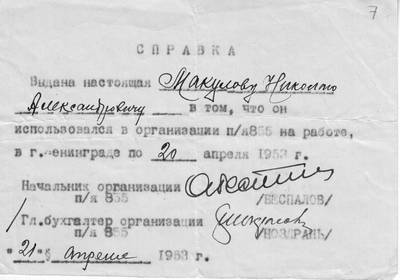 7
СПРАВКА
Выдана настоящая Макулову Николаю
Александровичу в том, что он
использовался в организации п/я855 на работе,
в г. Ленинграде по 20 апреля 1953 г.
Начальник организации
п/я 855 /БЕСПАЛОВ/
Гл.бухгалтер организации
п/я 855 /НОЗДРАНЬ/
"21" апреля 1953 г.